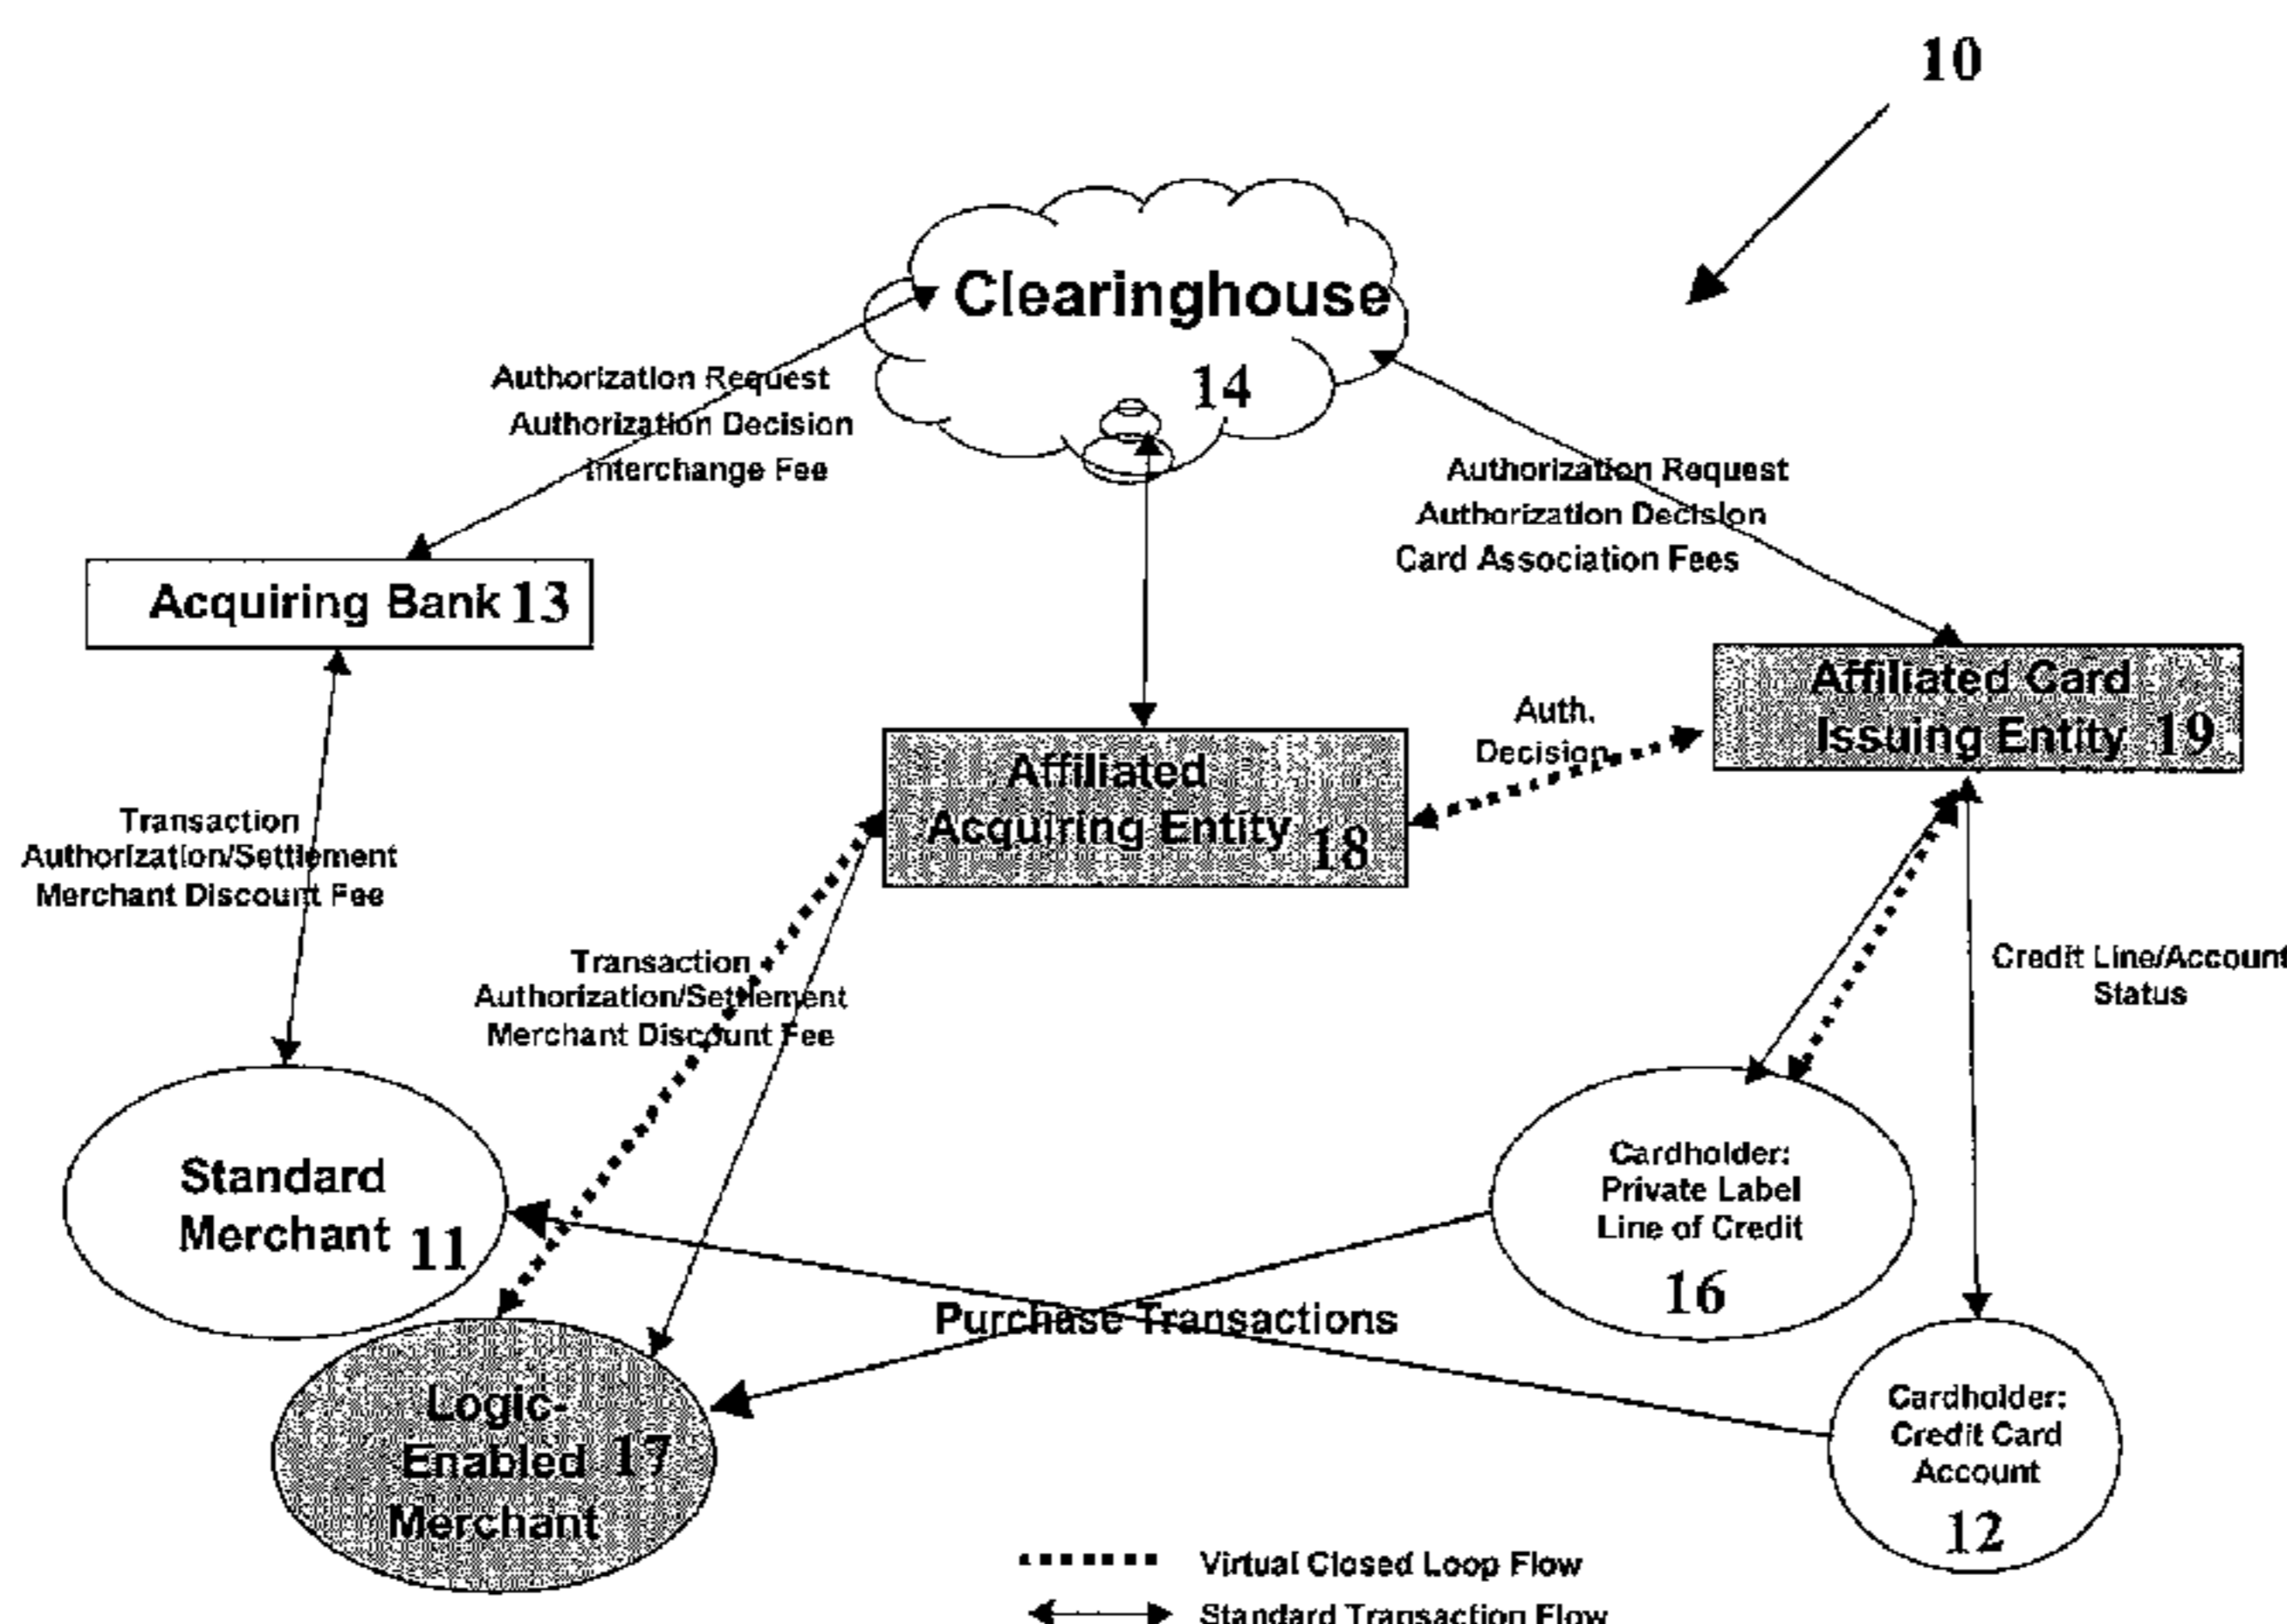 10
Clearinghouse
14
Authorization Request
Authorization Decision
Interchange Fee
Authorization Request
Authorization Decision
Card Association Fees
Acquiring Bank 13
Affiliated Card
Issuing Entity 19
Auth.
Decision
Affiliated
Acquiring Entity 18
Transaction
Authorization/Settlement
Merchant Discount Fee
Transaction
Authorization/Settlement
Merchant Discount Fee
Credit Line/Account
Status
Standard
Merchant 11
Cardholder:
Private Label
Line of Credit
16
Purchase Transactions
Logic-
Enabled 17
Merchant
Cardholder:
Credit Card
Account
12
Virtual Closed Loop Flow
Standard Transaction Flow